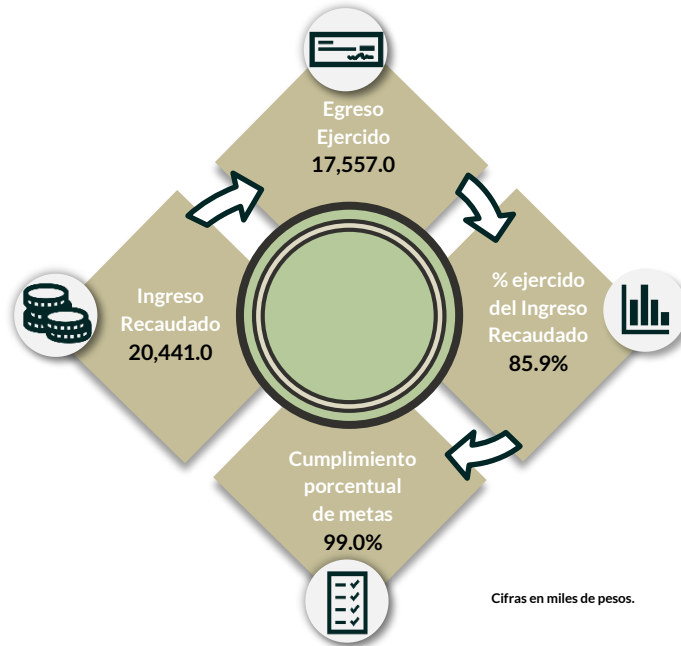 Egreso
Ejercido
17,557.0
Ingreso
Recaudado
20,441.0
% ejercido
del Ingreso
Recaudado
85.9%
Cumplimiento
porcentual
de metas
99.0%
Cifras en miles de pesos.